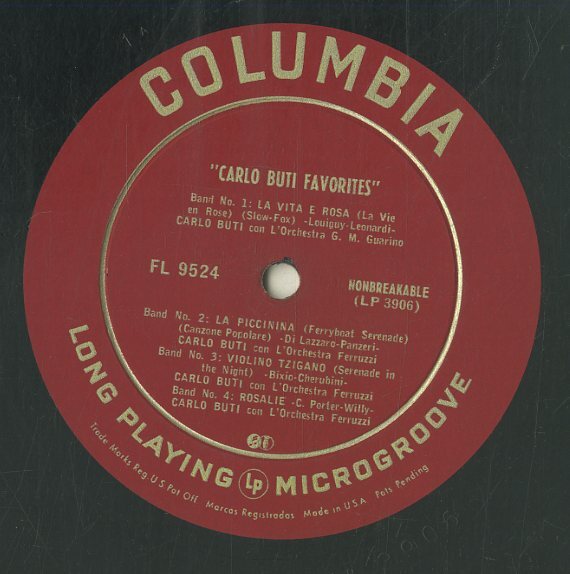 COLUMBIA
"CARLO BUTI FAVORITES"
Band No. 1: LA VITA E ROSA (La Vie
en Rose) (Slow-Fox) -Louiguy-Leonardi-
CARLO BUTI con L'Orchestra G. M. Guarino
FL 9524
NONBREAKABLE
(LP 3906)
Band No. 2: LA PICCININA (Ferryboat Serenade)
(Canzone Popolare) -Di Lazzaro-Panzeri-
CARLO BUTI con L'Orchestra Ferruzzi
Band No. 3: VIOLINO TZIGANO (Serenade in
the Night) -Bixio-Cherubini-
CARLO BUTI con L'Orchestra Ferruzzi
Band No. 4: ROSALIE -C. Porter-Willy-
CARLO BUTI con L'Orchestra Ferruzzi
LONG PLAYING Lp MICROGROOVE
Trade Marks Reg. U.S. Pat. Off. Marcas Registradas Made in U.S.A. Pats. Pending